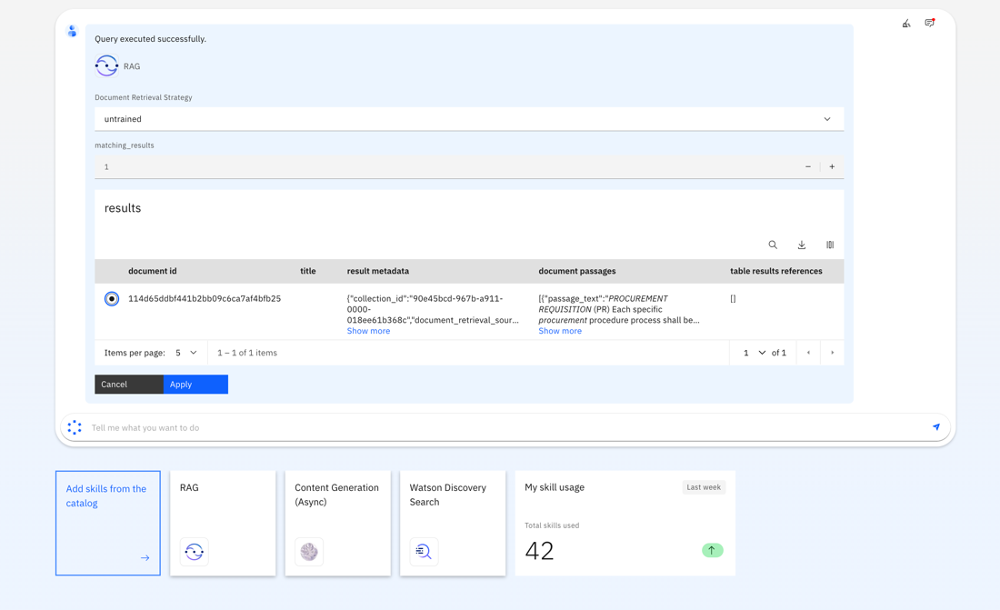 Query executed successfully.
RAG
Document Retrieval Strategy
untrained
matching_results
1
results
document id title result metadata document passages table results references
114d65ddbf441b2bb09c6ca7af4bfb25
{"collection_id":"90e45bcd-967b-a911-
0000-
018ee61b368c","document_retrieval_sour...
Show more
[{"passage_text":"PROCUREMENT
REQUISITION (PR) Each specific
procurement procedure process shall be...
Show more
[]
Items per page: 5 1 – 1 of 1 items 1 of 1
Cancel Apply
Tell me what you want to do
Add skills from the
catalog
RAG
Content Generation
(Async)
Watson Discovery
Search
My skill usage Last week
Total skills used
42